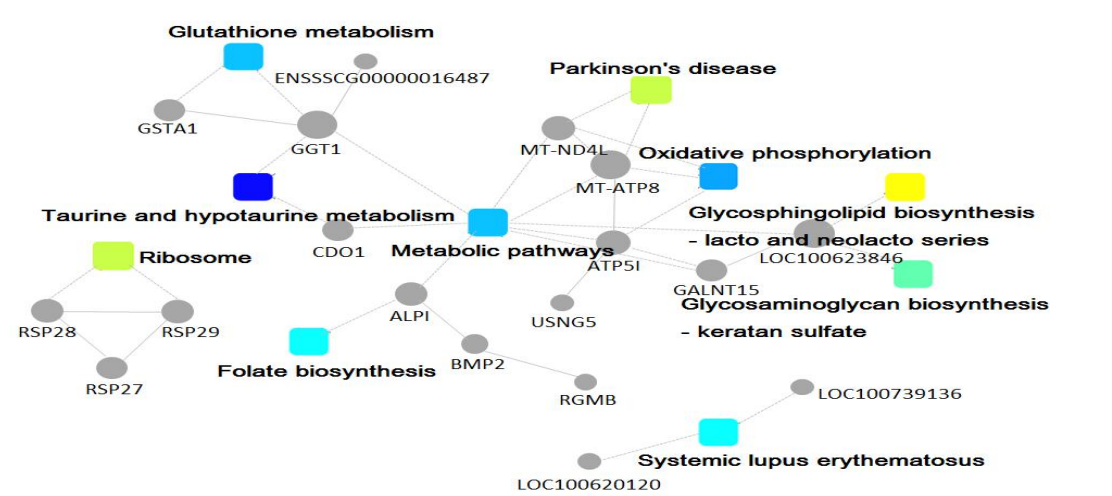 Glutathione metabolism
ENSSSCG00000016487
Parkinson's disease
GSTA1
GGT1
MT-ND4L
Oxidative phosphorylation
MT-ATP8
Taurine and hypotaurine metabolism
Glycosphingolipid biosynthesis
- lacto and neolacto series
CDO1
Metabolic pathways
Ribosome
ATP5I
LOC100623846
GALNT15
Glycosaminoglycan biosynthesis
- keratan sulfate
RSP28
RSP29
ALPI
USNG5
Folate biosynthesis
BMP2
RSP27
RGMB
LOC100739136
Systemic lupus erythematosus
LOC100620120